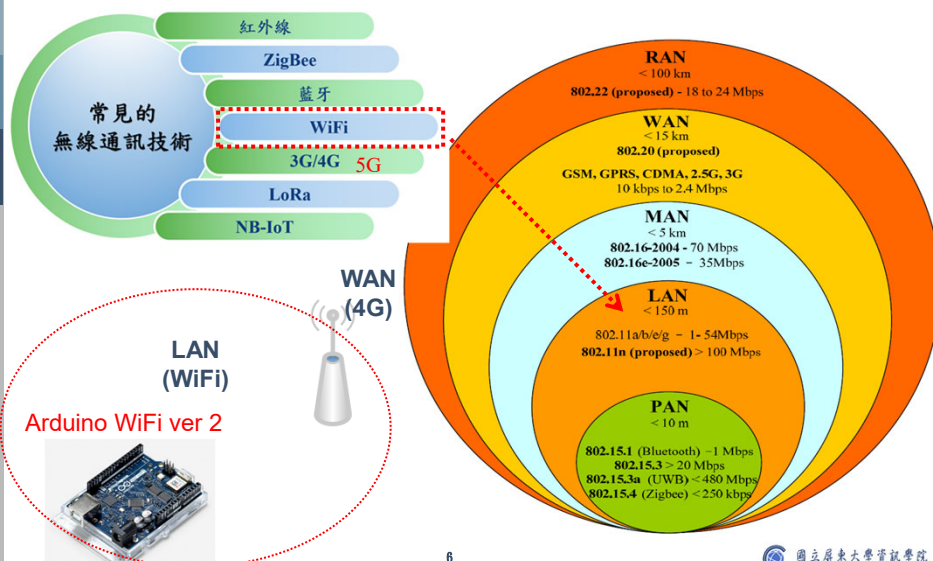 常見的
無線通訊技術
紅外線
ZigBee
藍牙
WiFi
3G/4G 5G
LoRa
NB-IoT
RAN
< 100 km
802.22 (proposed) - 18 to 24 Mbps
WAN
< 15 km
802.20 (proposed)
GSM, GPRS, CDMA, 2.5G, 3G
10 kbps to 2.4 Mbps
MAN
< 5 km
802.16-2004 - 70 Mbps
802.16e-2005 – 35Mbps
LAN
< 150 m
802.11a/b/e/g – 1- 54Mbps
802.11n (proposed) > 100 Mbps
PAN
< 10 m
802.15.1 (Bluetooth) –1 Mbps
802.15.3 > 20 Mbps
802.15.3a (UWB) < 480 Mbps
802.15.4 (Zigbee) < 250 kbps
WAN
(4G)
LAN
(WiFi)
Arduino WiFi ver 2
6
國立屏東大學資訊學院